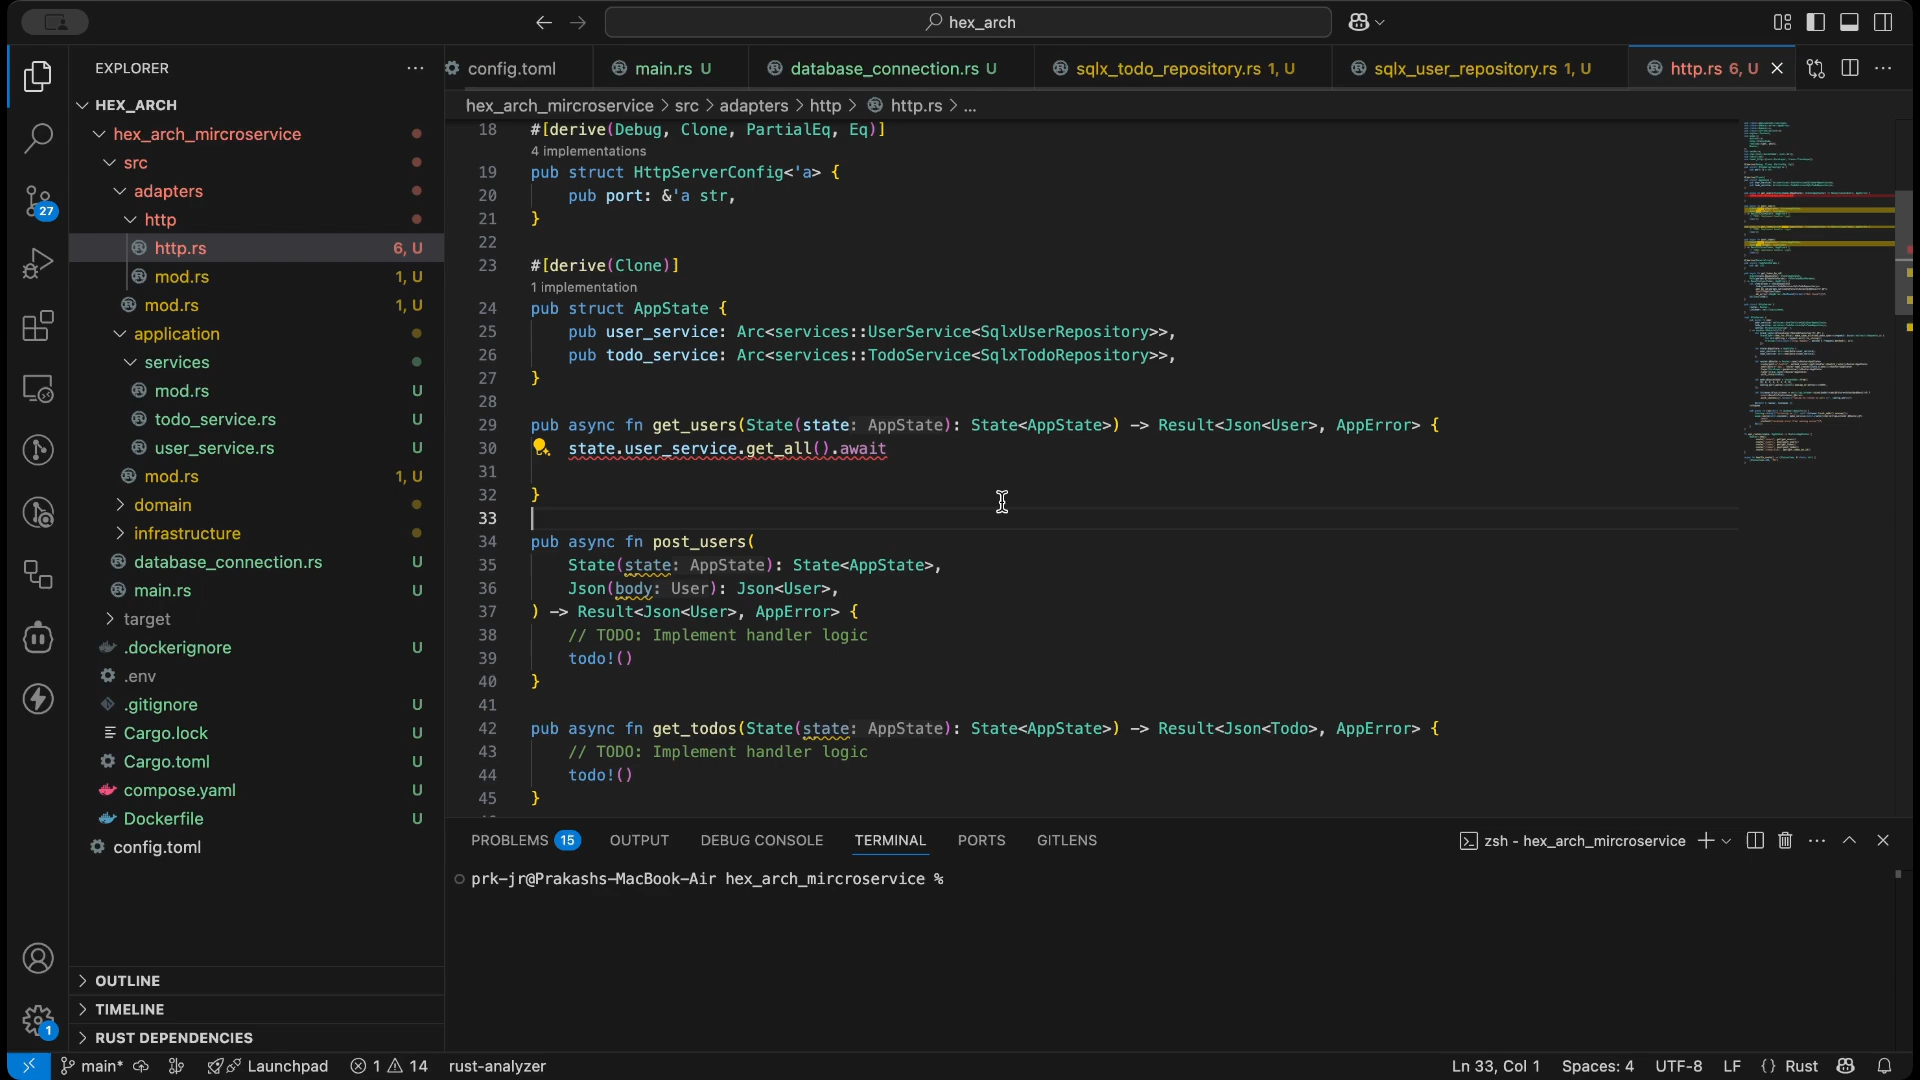 hex_arch
EXPLORER
HEX_ARCH
hex_arch_mircroservice
src
adapters
http
http.rs 6, U
mod.rs 1, U
mod.rs 1, U
application
services
mod.rs U
todo_service.rs U
user_service.rs U
mod.rs 1, U
domain
infrastructure
database_connection.rs U
main.rs U
target
.dockerignore U
.env
.gitignore U
Cargo.lock U
Cargo.toml U
compose.yaml U
Dockerfile U
config.toml
OUTLINE
TIMELINE
RUST DEPENDENCIES
27
1
config.toml main.rs U database_connection.rs U sqlx_todo_repository.rs 1, U sqlx_user_repository.rs 1, U http.rs 6, U
hex_arch_mircroservice > src > adapters > http > http.rs > ...
18 #[derive(Debug, Clone, PartialEq, Eq)]
4 implementations
19 pub struct HttpServerConfig<'a> {
20 pub port: &'a str,
21 }
22
23 #[derive(Clone)]
1 implementation
24 pub struct AppState {
25 pub user_service: Arc<services::UserService<SqlxUserRepository>>,
26 pub todo_service: Arc<services::TodoService<SqlxTodoRepository>>,
27 }
28
29 pub async fn get_users(State(state: AppState): State<AppState>) -> Result<Json<User>, AppError> {
30 state.user_service.get_all().await
31
32 }
33
34 pub async fn post_users(
35 State(state: AppState): State<AppState>,
36 Json(body: User): Json<User>,
37 ) -> Result<Json<User>, AppError> {
38 // TODO: Implement handler logic
39 todo!()
40 }
41
42 pub async fn get_todos(State(state: AppState): State<AppState>) -> Result<Json<Todo>, AppError> {
43 // TODO: Implement handler logic
44 todo!()
45 }
PROBLEMS 15 OUTPUT DEBUG CONSOLE TERMINAL PORTS GITLENS
zsh - hex_arch_mircroservice
prk-jr@Prakashs-MacBook-Air hex_arch_mircroservice %
main* Launchpad 1 14 rust-analyzer
Ln 33, Col 1 Spaces: 4 UTF-8 LF {} Rust